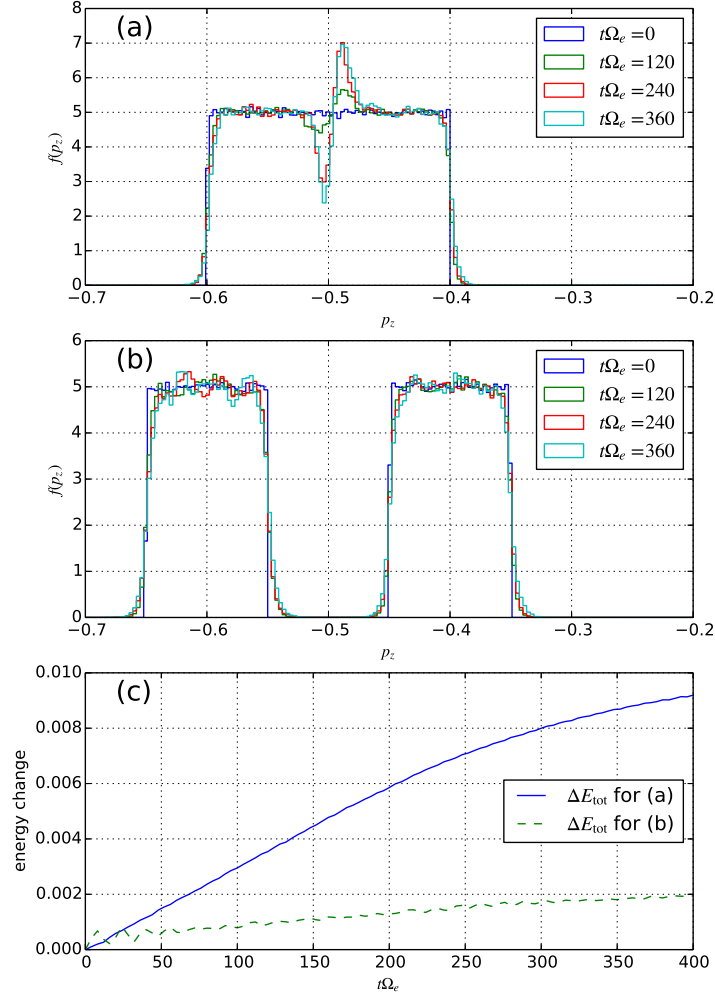 (a)
8
7
6
5
4
3
2
1
0
f(p_z)
tΩ_e = 0
tΩ_e = 120
tΩ_e = 240
tΩ_e = 360
−0.7 −0.6 −0.5 −0.4 −0.3 −0.2
p_z
(b)
6
5
4
3
2
1
0
f(p_z)
tΩ_e = 0
tΩ_e = 120
tΩ_e = 240
tΩ_e = 360
−0.7 −0.6 −0.5 −0.4 −0.3 −0.2
p_z
(c)
0.010
0.008
0.006
0.004
0.002
0.000
energy change
ΔE_tot for (a)
ΔE_tot for (b)
0 50 100 150 200 250 300 350 400
tΩ_e